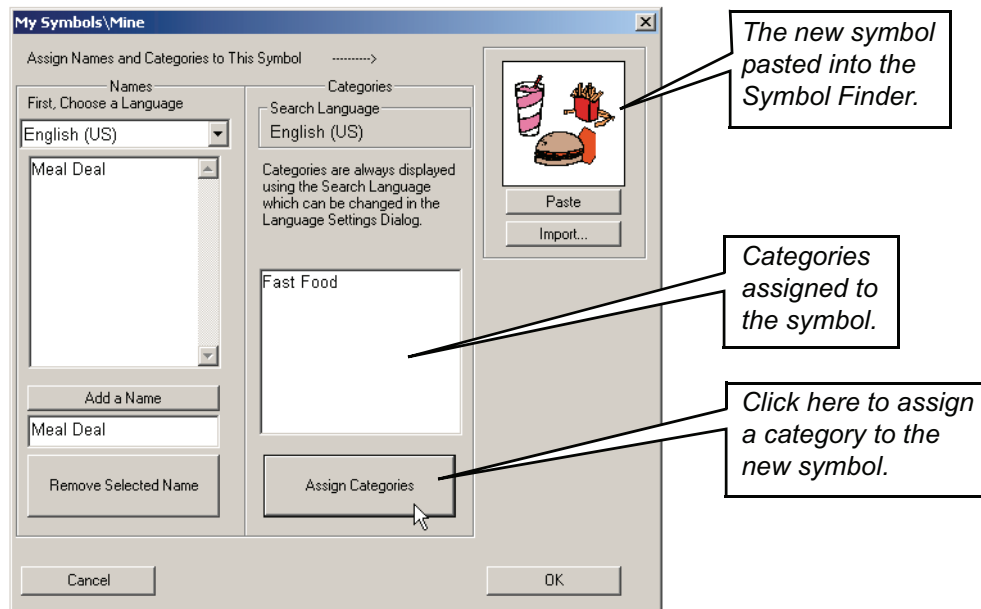 My Symbols\Mine
Assign Names and Categories to This Symbol ---------->
Names
First, Choose a Language
English (US)
Meal Deal
Add a Name
Meal Deal
Remove Selected Name
Categories
Search Language
English (US)
Categories are always displayed
using the Search Language
which can be changed in the
Language Settings Dialog.
Fast Food
Assign Categories
Paste
Import...
Cancel
OK
The new symbol
pasted into the
Symbol Finder.
Categories
assigned to
the symbol.
Click here to assign
a category to the
new symbol.